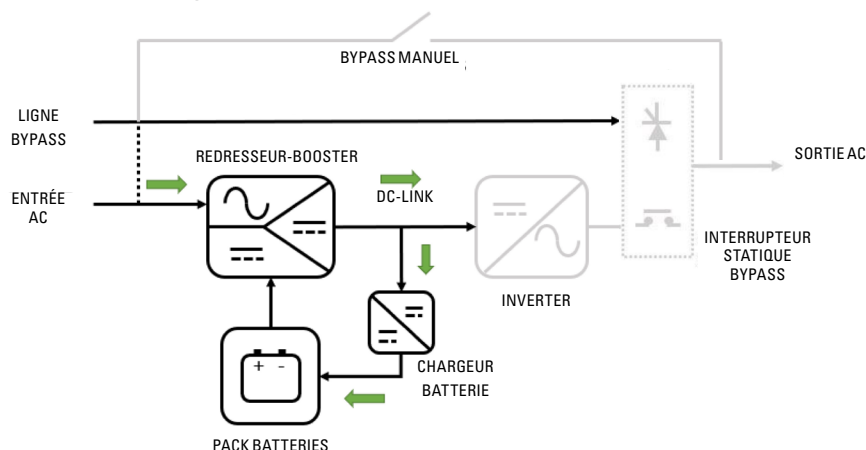 BYPASS MANUEL
LIGNE
BYPASS
REDRESSEUR-BOOSTER
SORTIE AC
DC-LINK
ENTRÉE
AC
INTERRUPTEUR
STATIQUE
BYPASS
INVERTER
CHARGEUR
BATTERIE
+ -
PACK BATTERIES